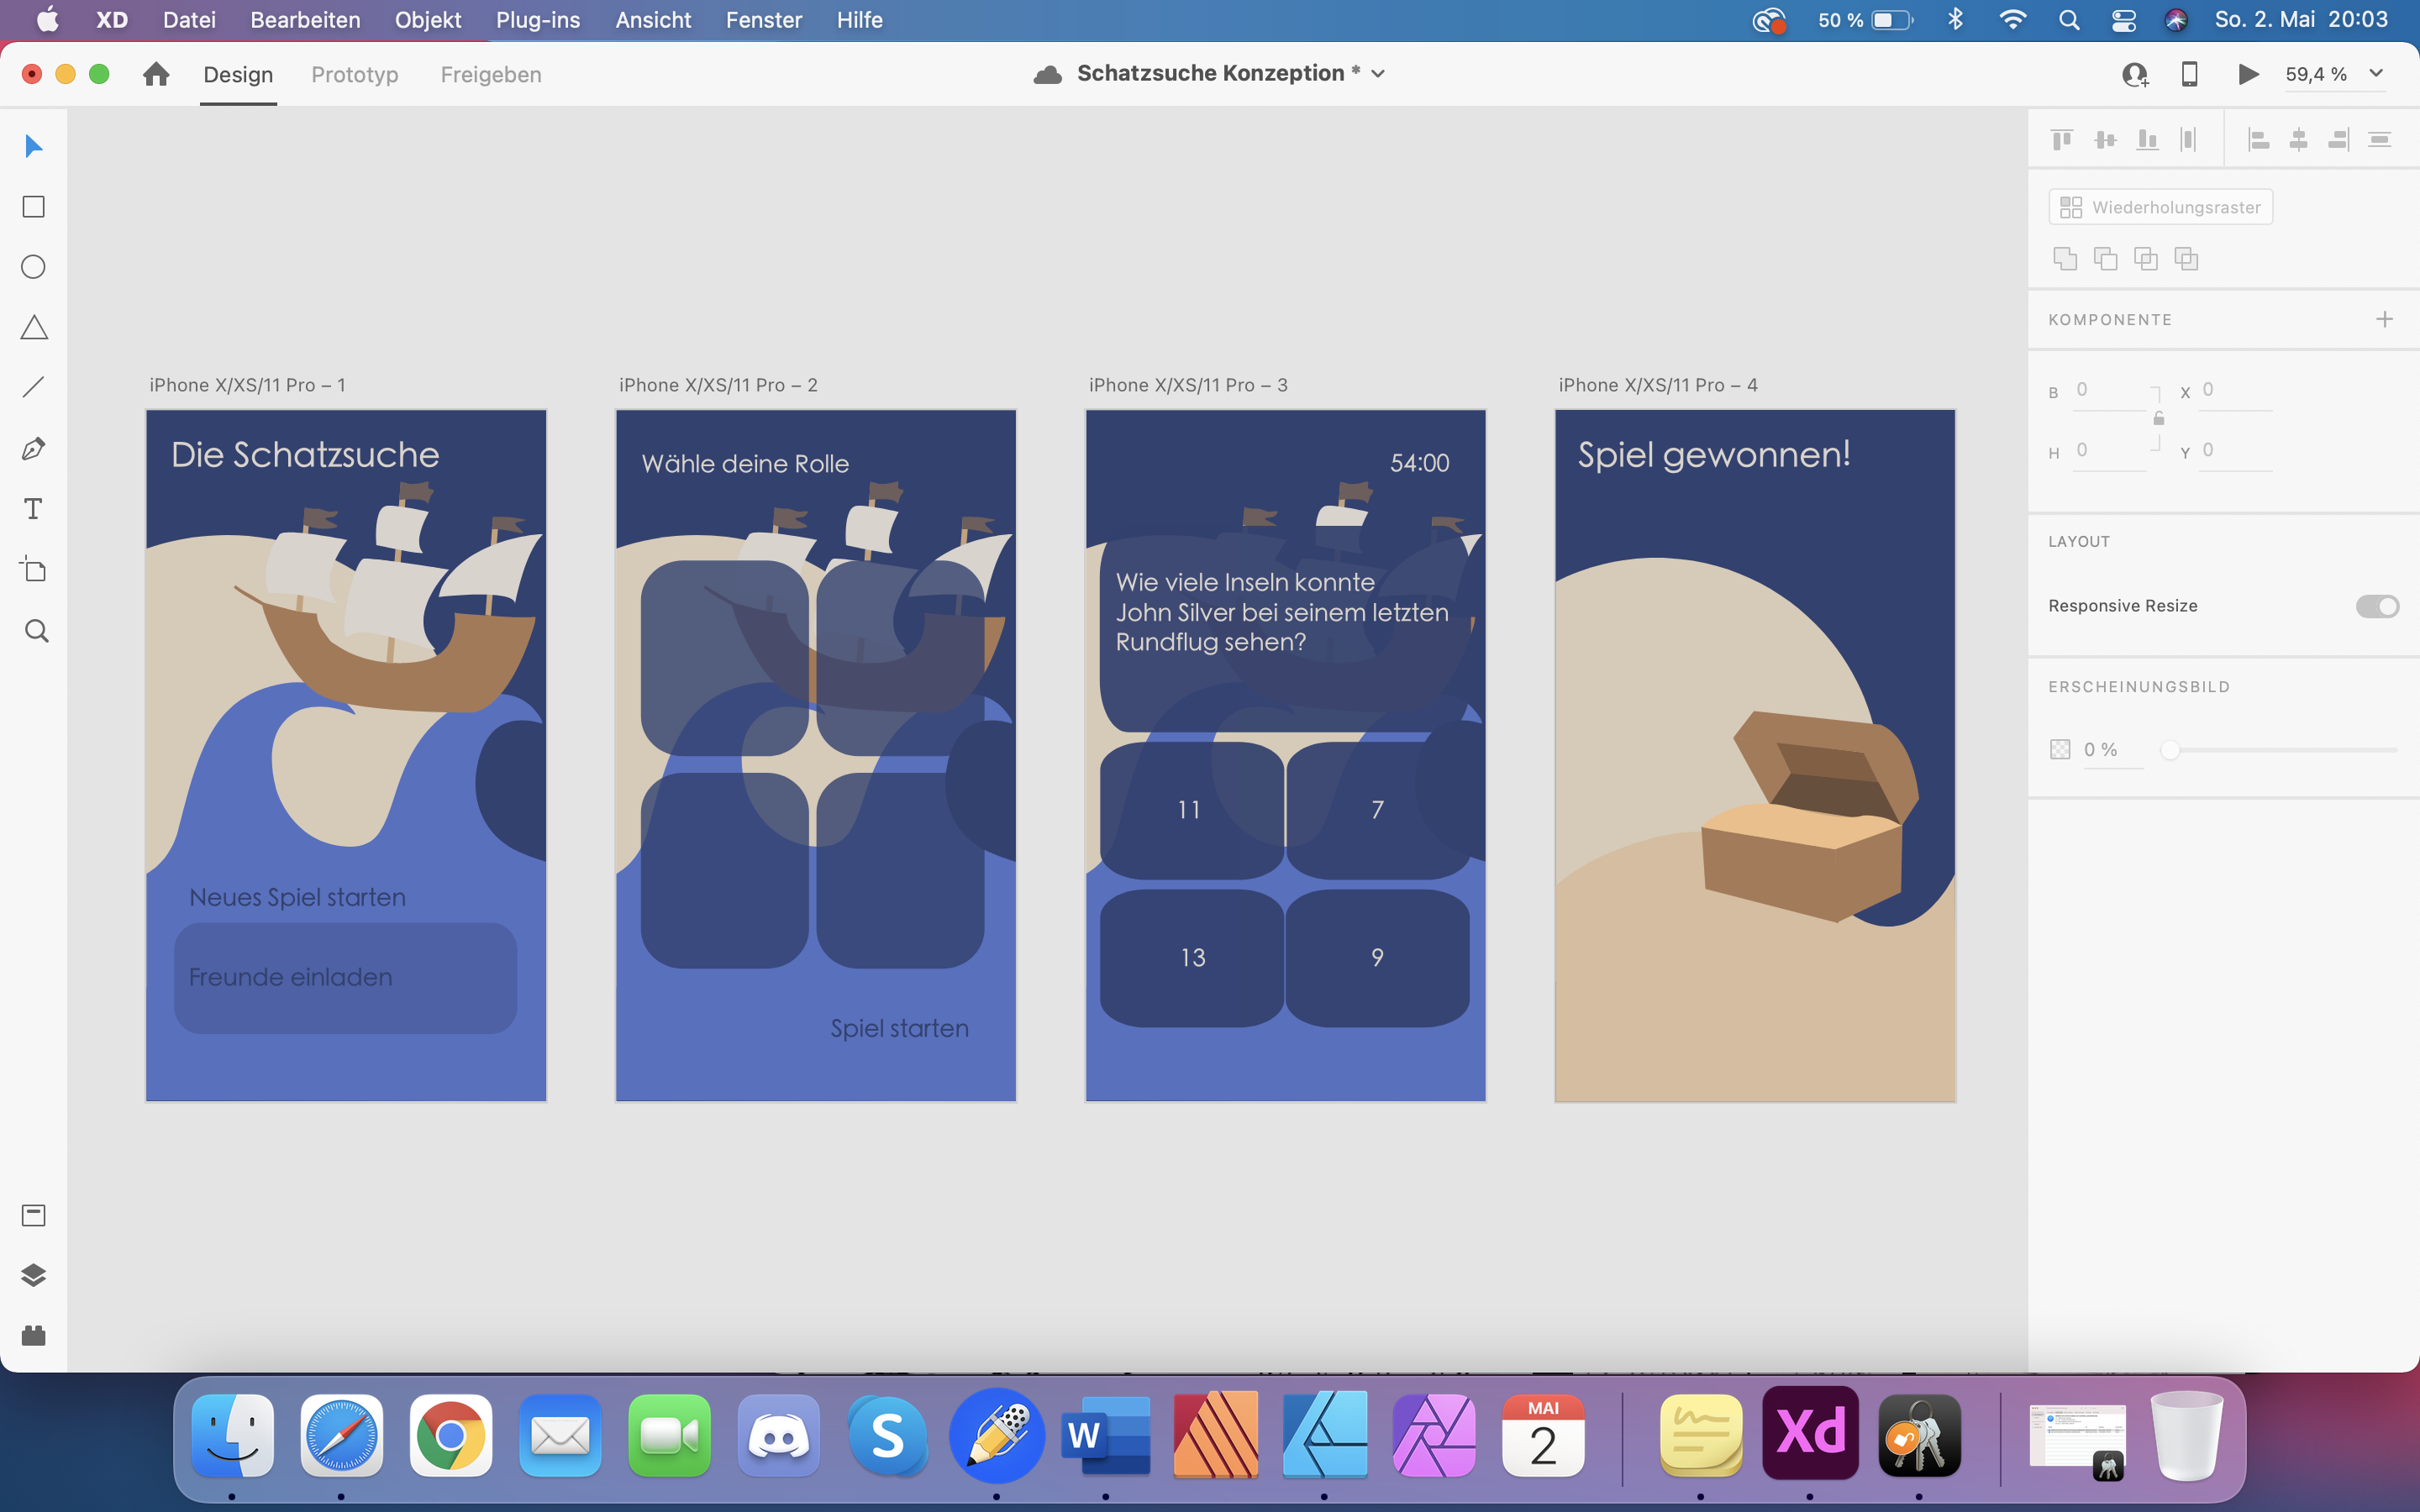 XD Datei Bearbeiten Objekt Plug-ins Ansicht Fenster Hilfe 50 % So. 2. Mai 20:03
Design Prototyp Freigeben Schatzsuche Konzeption * 59,4 %
Wiederholungsraster
KOMPONENTE
B 0 X 0
H 0 Y 0
LAYOUT
Responsive Resize
ERSCHEINUNGSBILD
0 %
iPhone X/XS/11 Pro – 1
Die Schatzsuche
Neues Spiel starten
Freunde einladen
iPhone X/XS/11 Pro – 2
Wähle deine Rolle
Spiel starten
iPhone X/XS/11 Pro – 3
54:00
Wie viele Inseln konnte
John Silver bei seinem letzten
Rundflug sehen?
11 7
13 9
iPhone X/XS/11 Pro – 4
Spiel gewonnen!
S W MAI
2
Xd